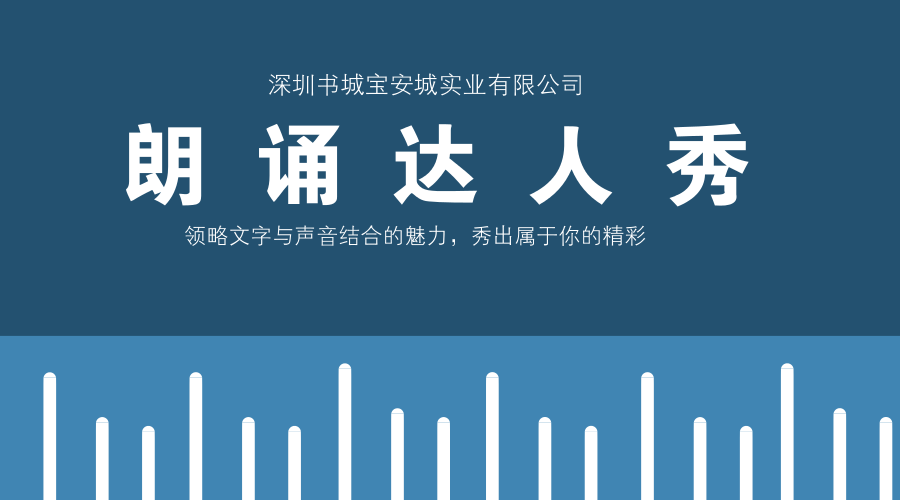 深圳书城宝安城实业有限公司
朗诵达人秀
领略文字与声音结合的魅力，秀出属于你的精彩